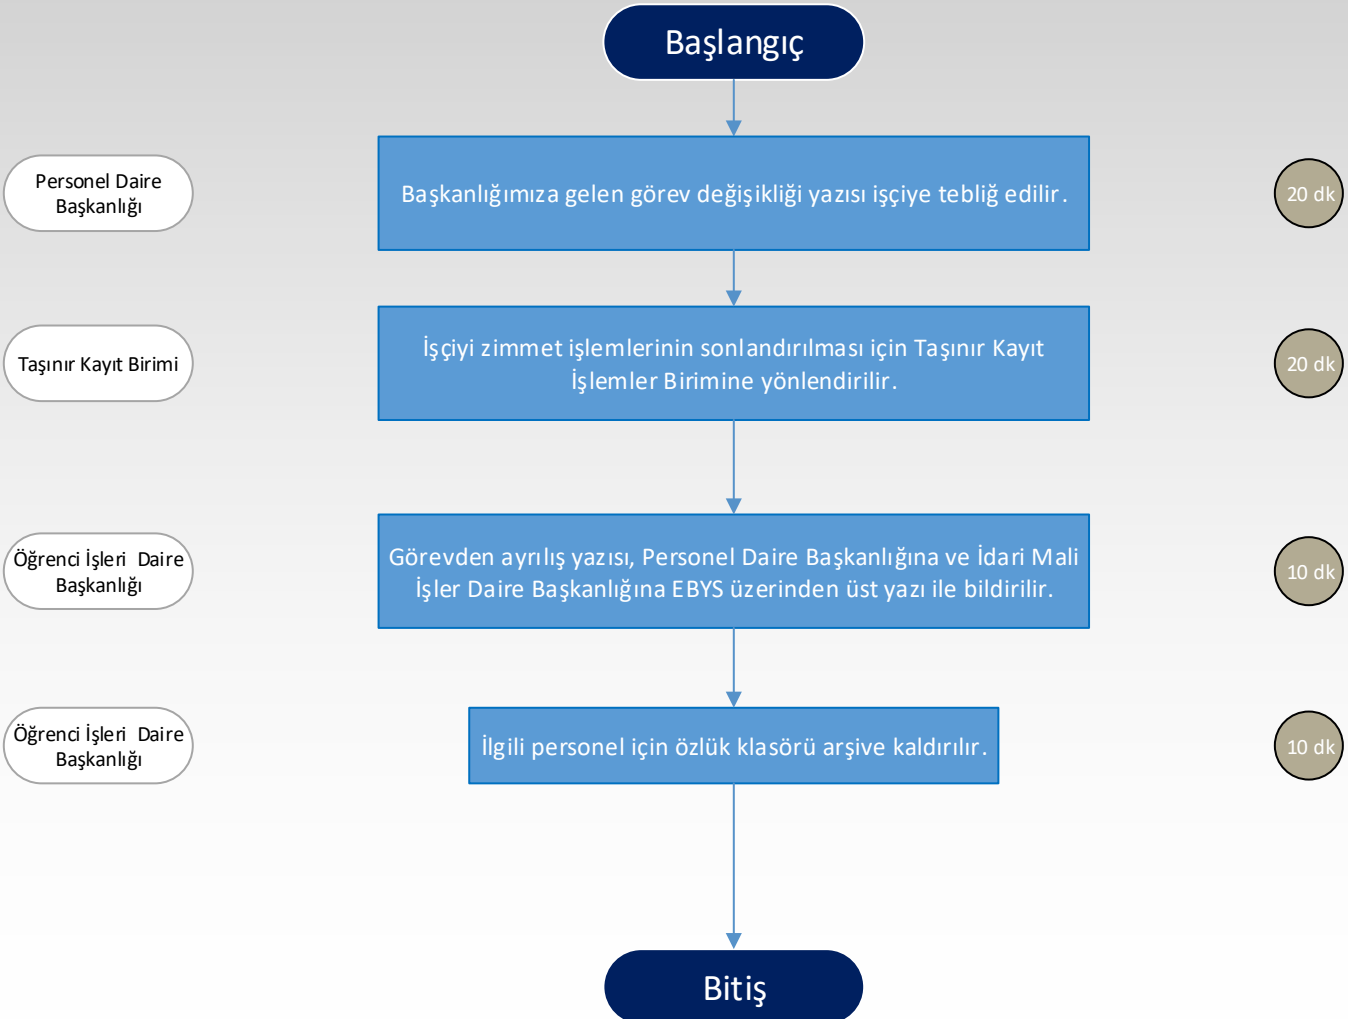 Başlangıç
Personel Daire
Başkanlığı
Başkanlığımıza gelen görev değişikliği yazısı işçiye tebliğ edilir.
20 dk
Taşınır Kayıt Birimi
İşçiyi zimmet işlemlerinin sonlandırılması için Taşınır Kayıt
İşlemler Birimine yönlendirilir.
20 dk
Öğrenci İşleri Daire
Başkanlığı
Görevden ayrılış yazısı, Personel Daire Başkanlığına ve İdari Mali
İşler Daire Başkanlığına EBYS üzerinden üst yazı ile bildirilir.
10 dk
Öğrenci İşleri Daire
Başkanlığı
İlgili personel için özlük klasörü arşive kaldırılır.
10 dk
Bitiş